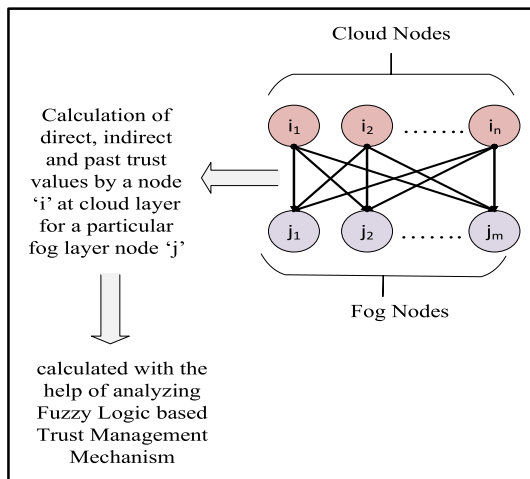 Cloud Nodes
i1 i2 ....... in
Calculation of
direct, indirect
and past trust
values by a node
‘i’ at cloud layer
for a particular
fog layer node ‘j’
j1 j2 ....... jm
Fog Nodes
calculated with the
help of analyzing
Fuzzy Logic based
Trust Management
Mechanism